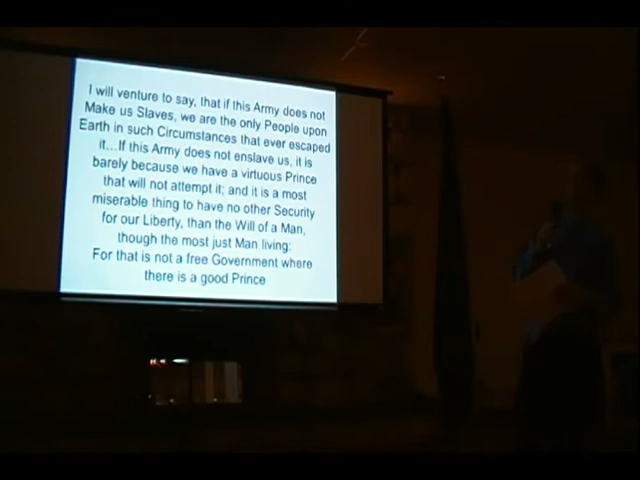 I will venture to say, that if this Army does not
Make us Slaves, we are the only People upon
Earth in such Circumstances that ever escaped
it...If this Army does not enslave us, it is
barely because we have a virtuous Prince
that will not attempt it; and it is a most
miserable thing to have no other Security
for our Liberty, than the Will of a Man,
though the most just Man living:
For that is not a free Government where
there is a good Prince